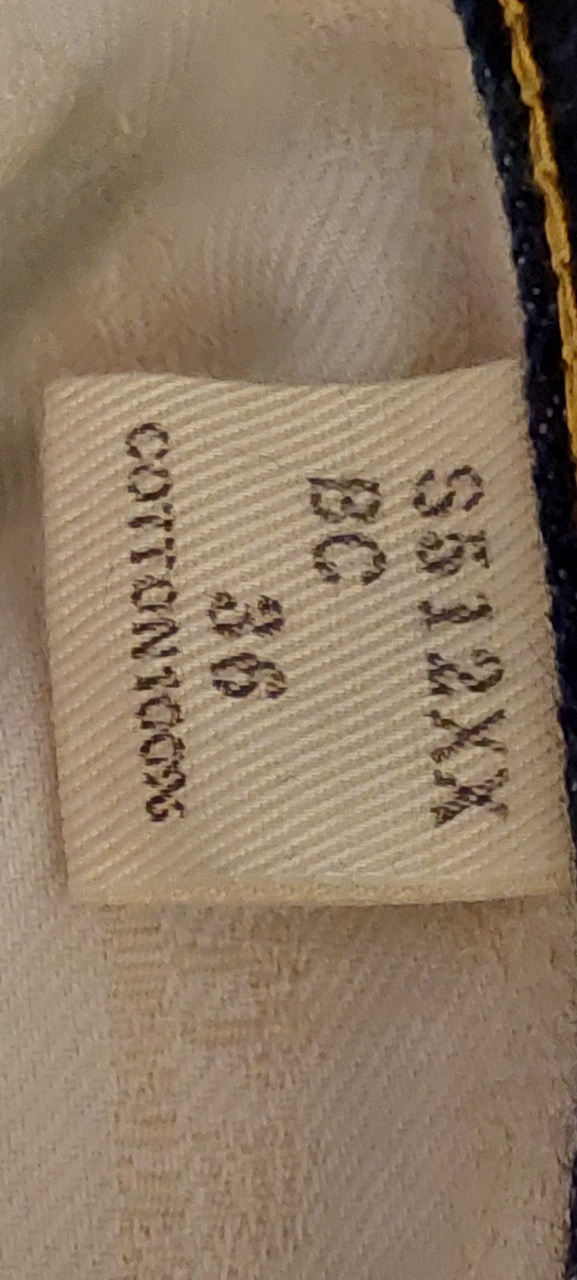 S512XX
BC
36
COTTON100%